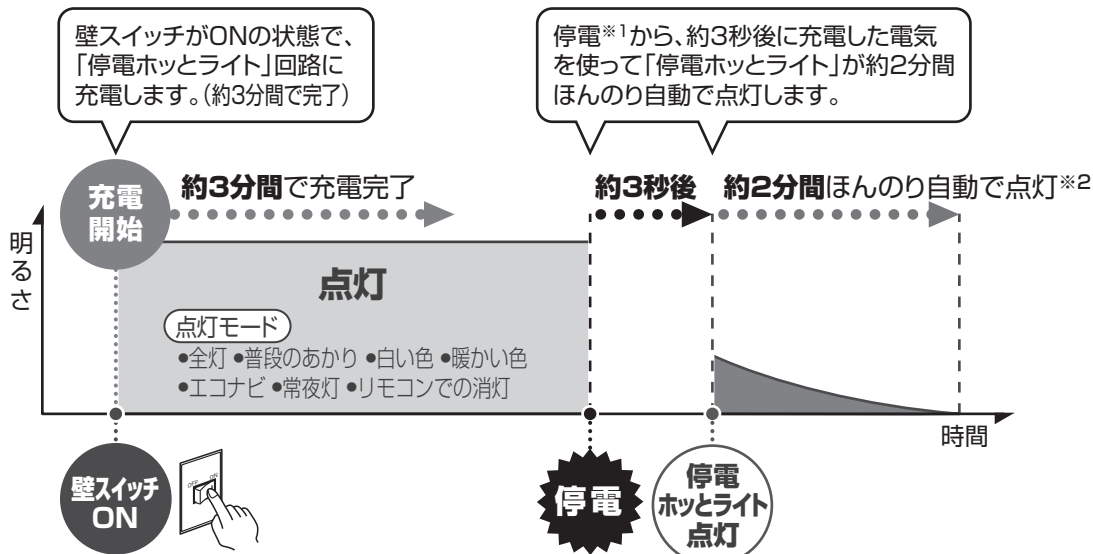 壁スイッチがONの状態で、
「停電ホッとライト」回路に
充電します。(約3分間で完了)
停電※1から、約3秒後に充電した電気
を使って「停電ホッとライト」が約2分間
ほんのり自動で点灯します。
充電
開始
約3分間で充電完了
約3秒後
約2分間ほんのり自動で点灯※2
明るさ
点灯
点灯モード
●全灯 ●普段のあかり ●白い色 ●暖かい色
●エコナビ ●常夜灯 ●リモコンでの消灯
時間
壁スイッチ
ON
OFF ON
停電
停電
ホッとライト
点灯